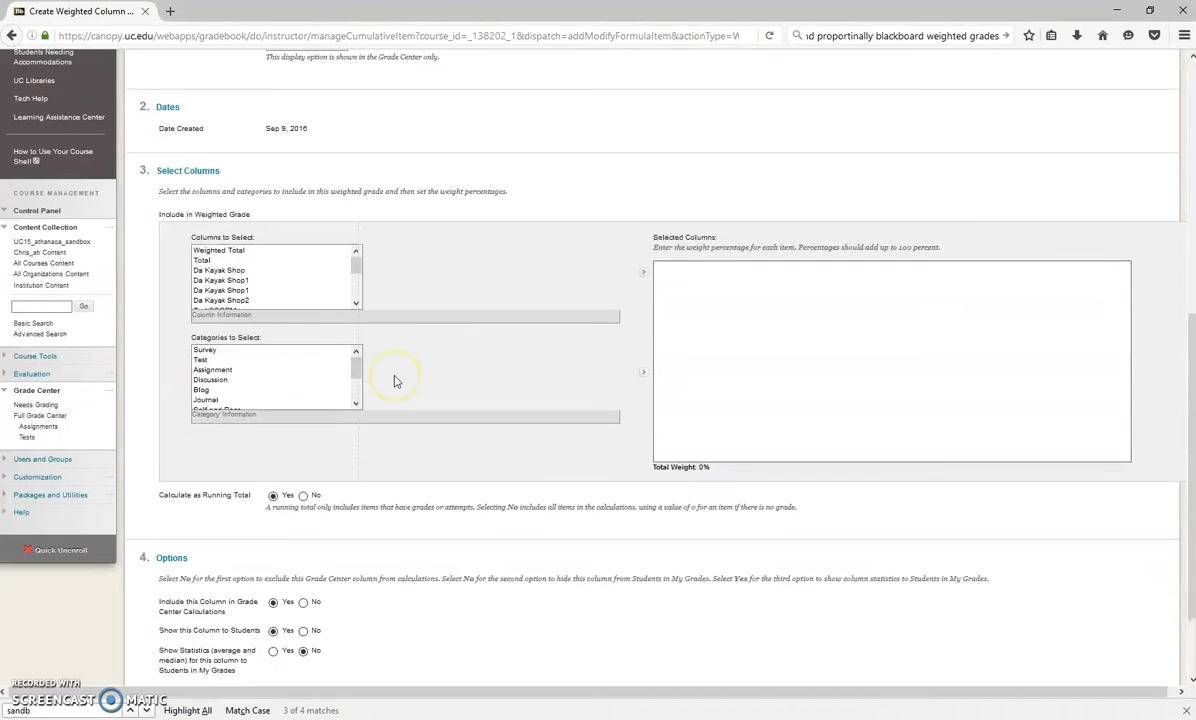 Create Weighted Column ...
https://canopy.uc.edu/webapps/gradebook/do/instructor/manageCumulativeItem?course_id=_138202_1&dispatch=addModifyFormulaItem&actionType=W
nd proportinally blackboard weighted grades
Students Needing
Accommodations
UC Libraries
Tech Help
Learning Assistance Center
How to Use Your Course
Shell
COURSE MANAGEMENT
Control Panel
Content Collection
UC15_athanaca_sandbox
Chris_ah Content
All Courses Content
All Organizations Content
Institution Content
Go
Basic Search
Advanced Search
Course Tools
Evaluation
Grade Center
Needs Grading
Full Grade Center
Assignments
Tests
Users and Groups
Customization
Packages and Utilities
Help
Quick Unenroll
This display option is shown in the Grade Center only.
2. Dates
Date Created Sep 9, 2016
3. Select Columns
Select the columns and categories to include in this weighted grade and then set the weight percentages.
Include in Weighted Grade
Columns to Select:
Weighted Total
Total
Da Kayak Shop
Da Kayak Shop1
Da Kayak Shop1
Da Kayak Shop2
Column Information
Categories to Select:
Survey
Test
Assignment
Discussion
Blog
Journal
Self and Peer
Category Information
Selected Columns:
Enter the weight percentage for each item. Percentages should add up to 100 percent.
Total Weight: 0%
Calculate as Running Total Yes No
A running total only includes items that have grades or attempts. Selecting No includes all items in the calculations, using a value of 0 for an item if there is no grade.
4. Options
Select No for the first option to exclude this Grade Center column from calculations. Select No for the second option to hide this column from Students in My Grades. Select Yes for the third option to show column statistics to Students in My Grades.
Include this Column in Grade Yes No
Center Calculations
Show this Column to Students Yes No
Show Statistics (average and Yes No
median) for this column to
Students in My Grades
RECORDED WITH
SCREENCAST MATIC
sandb Highlight All Match Case 3 of 4 matches